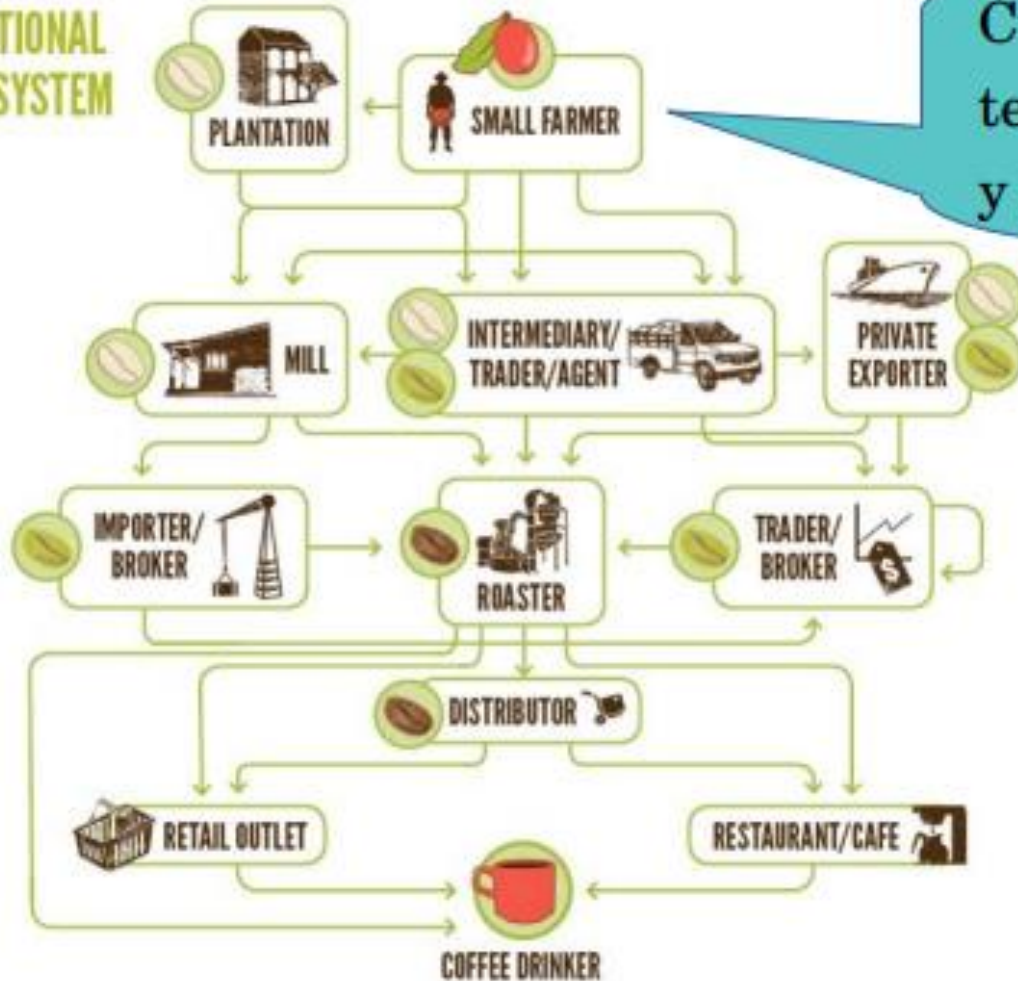 TIONAL
SYSTEM
C
te
y
PLANTATION
SMALL FARMER
MILL
INTERMEDIARY/
TRADER/AGENT
PRIVATE
EXPORTER
IMPORTER/
BROKER
ROASTER
TRADER/
BROKER
$
DISTRIBUTOR
RETAIL OUTLET
RESTAURANT/CAFE
COFFEE DRINKER